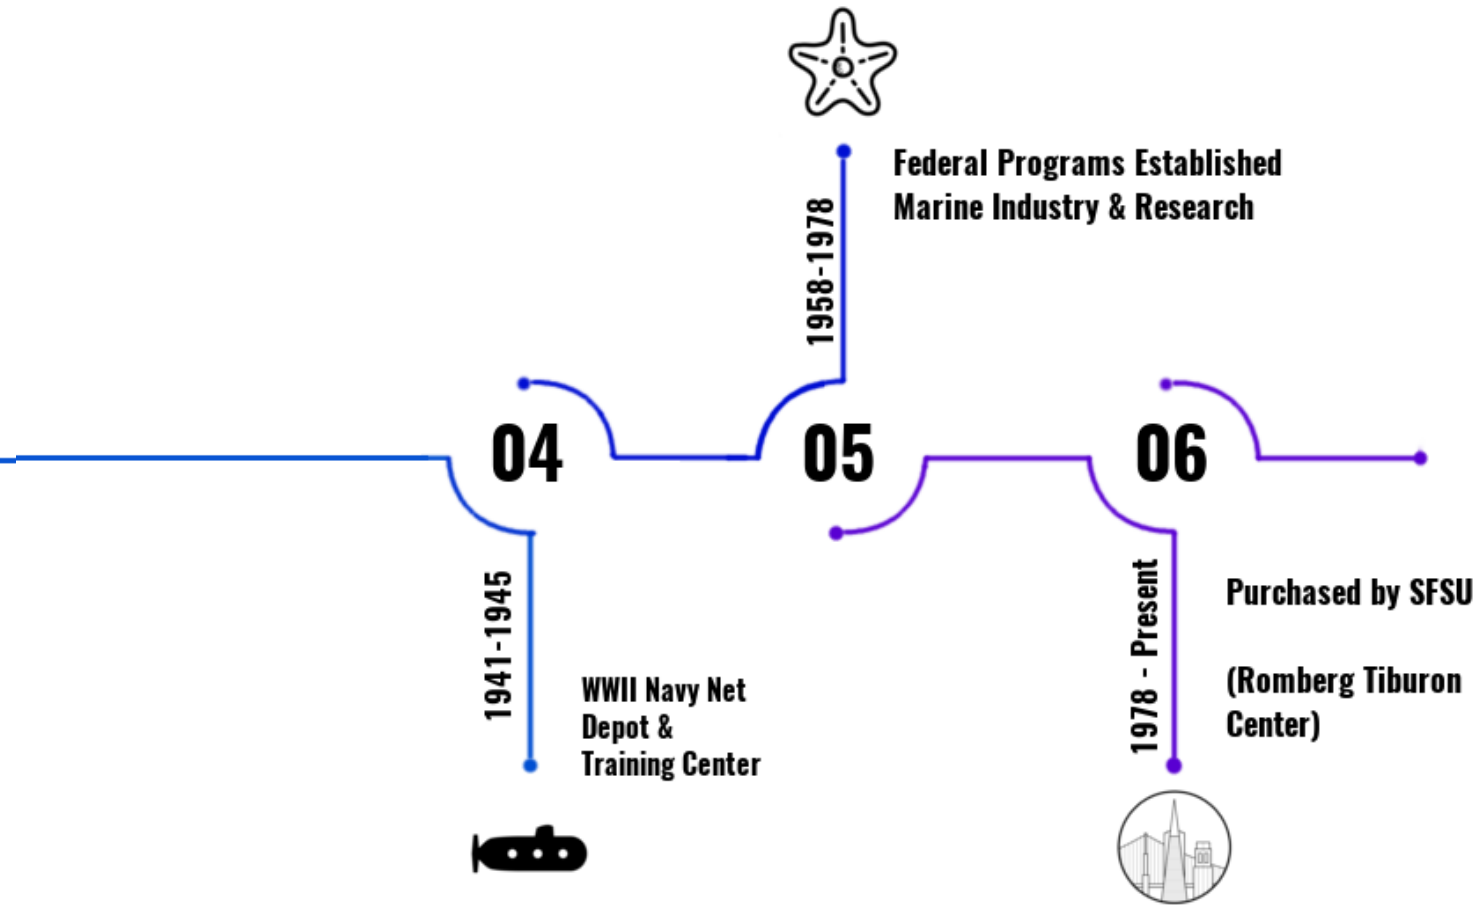 04
1941-1945
WWII Navy Net
Depot &
Training Center
05
1958-1978
Federal Programs Established
Marine Industry & Research
06
1978 - Present
Purchased by SFSU
(Romberg Tiburon
Center)